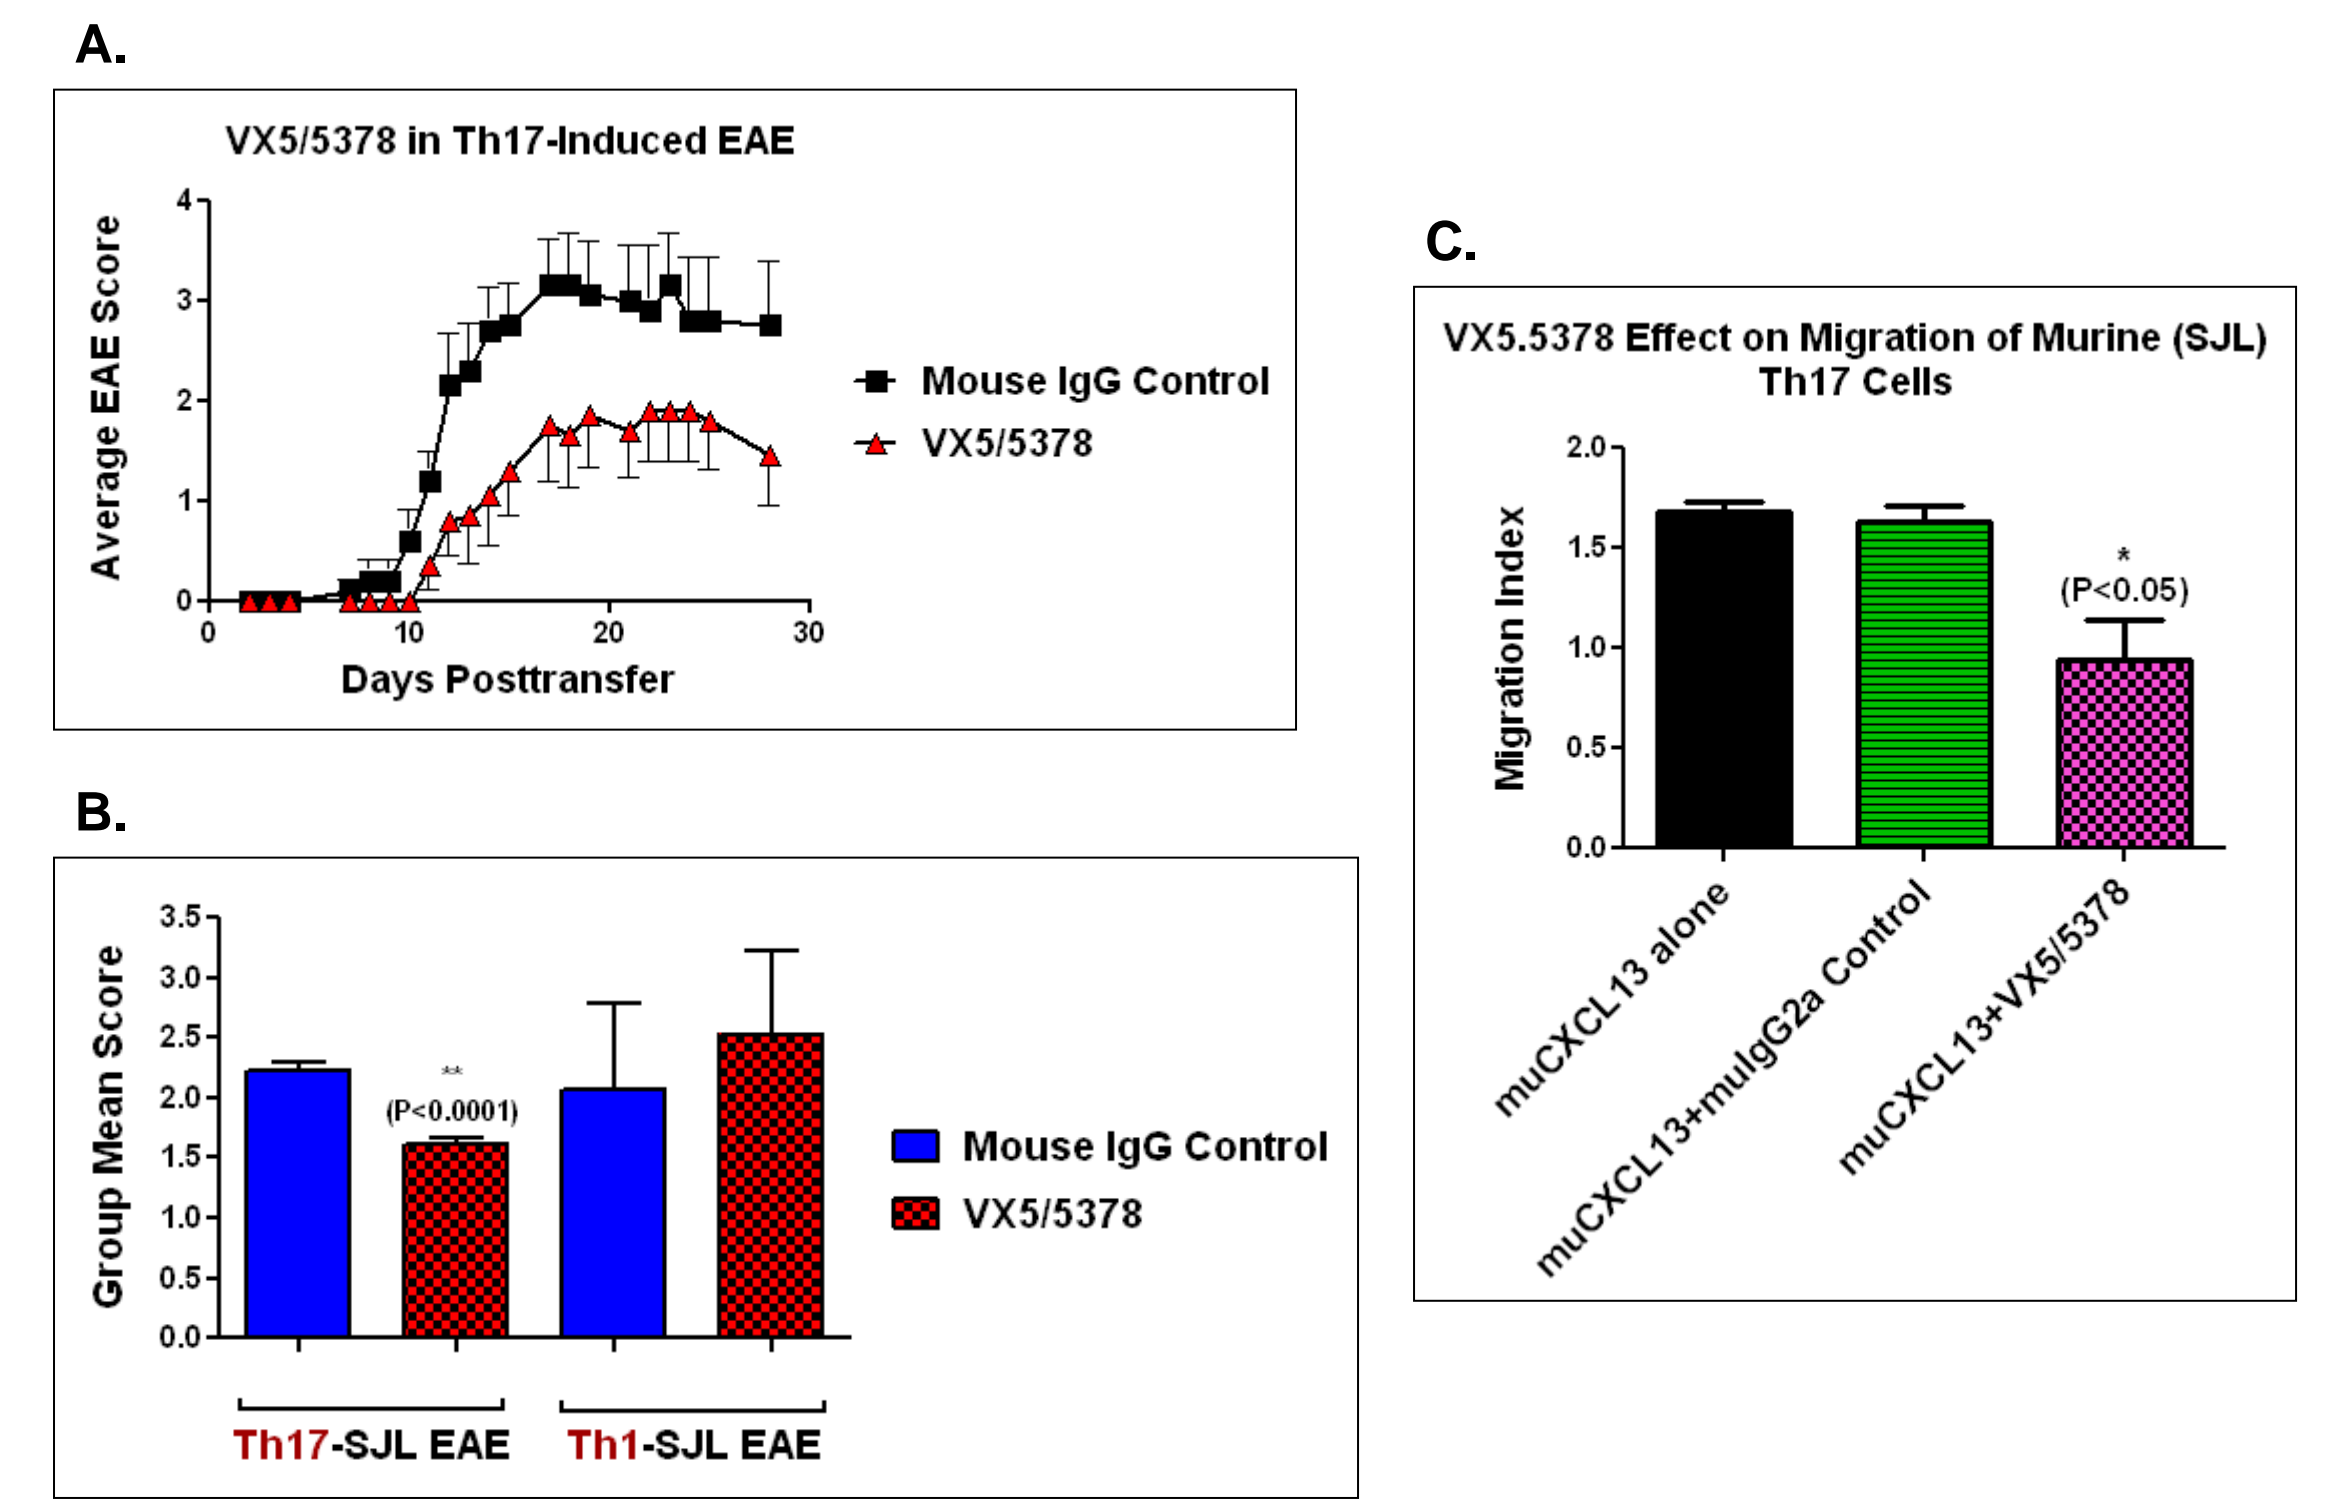 A.
VX5/5378 in Th17-Induced EAE
Average EAE Score
4
3
2
1
0
0 10 20 30
Days Posttransfer
Mouse IgG Control
VX5/5378
B.
Group Mean Score
3.5
3.0
2.5
2.0
1.5
1.0
0.5
0.0
**
(P<0.0001)
Th17-SJL EAE Th1-SJL EAE
Mouse IgG Control
VX5/5378
C.
VX5.5378 Effect on Migration of Murine (SJL)
Th17 Cells
Migration Index
2.0
1.5
1.0
0.5
0.0
*
(P<0.05)
muCXCL13 alone
muCXCL13+muIgG2a Control
muCXCL13+VX5/5378